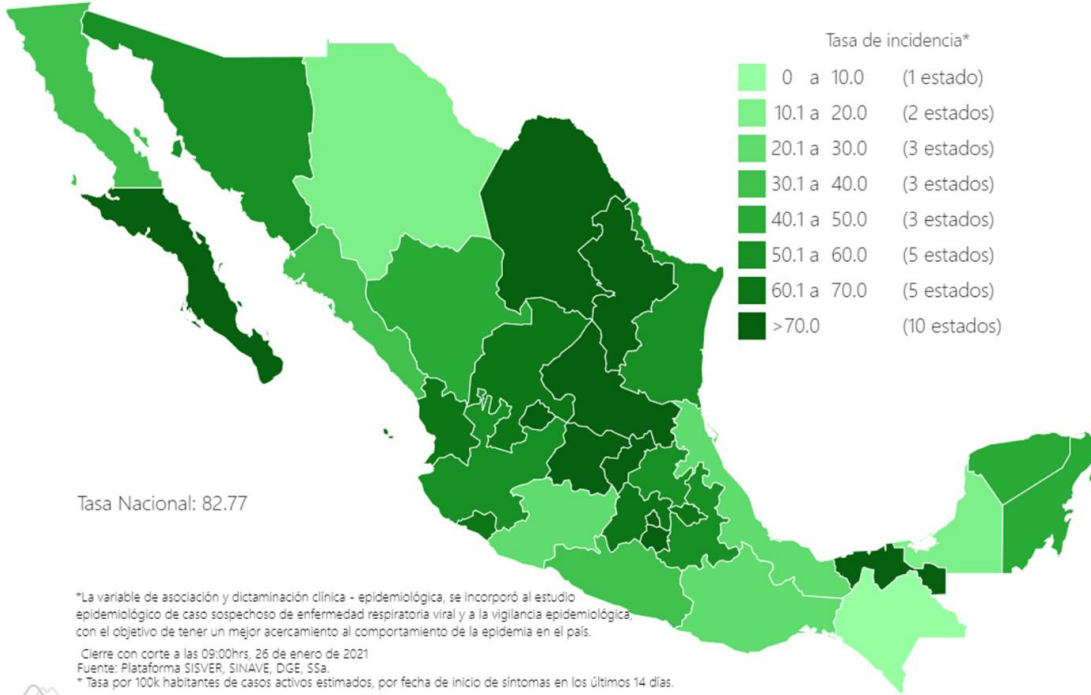 Tasa de incidencia*
0 a 10.0 (1 estado)
10.1 a 20.0 (2 estados)
20.1 a 30.0 (3 estados)
30.1 a 40.0 (3 estados)
40.1 a 50.0 (3 estados)
50.1 a 60.0 (5 estados)
60.1 a 70.0 (5 estados)
>70.0 (10 estados)
Tasa Nacional: 82.77
*La variable de asociación y dictaminación clínica - epidemiológica, se incorporó al estudio
epidemiológico de caso sospechoso de enfermedad respiratoria viral y a la vigilancia epidemiológica,
con el objetivo de tener un mejor acercamiento al comportamiento de la epidemia en el país.
Cierre con corte a las 09:00hrs, 26 de enero de 2021
Fuente: Plataforma SISVER, SINAVE, DGE, SSa.
* Tasa por 100k habitantes de casos activos estimados, por fecha de inicio de síntomas en los últimos 14 días.